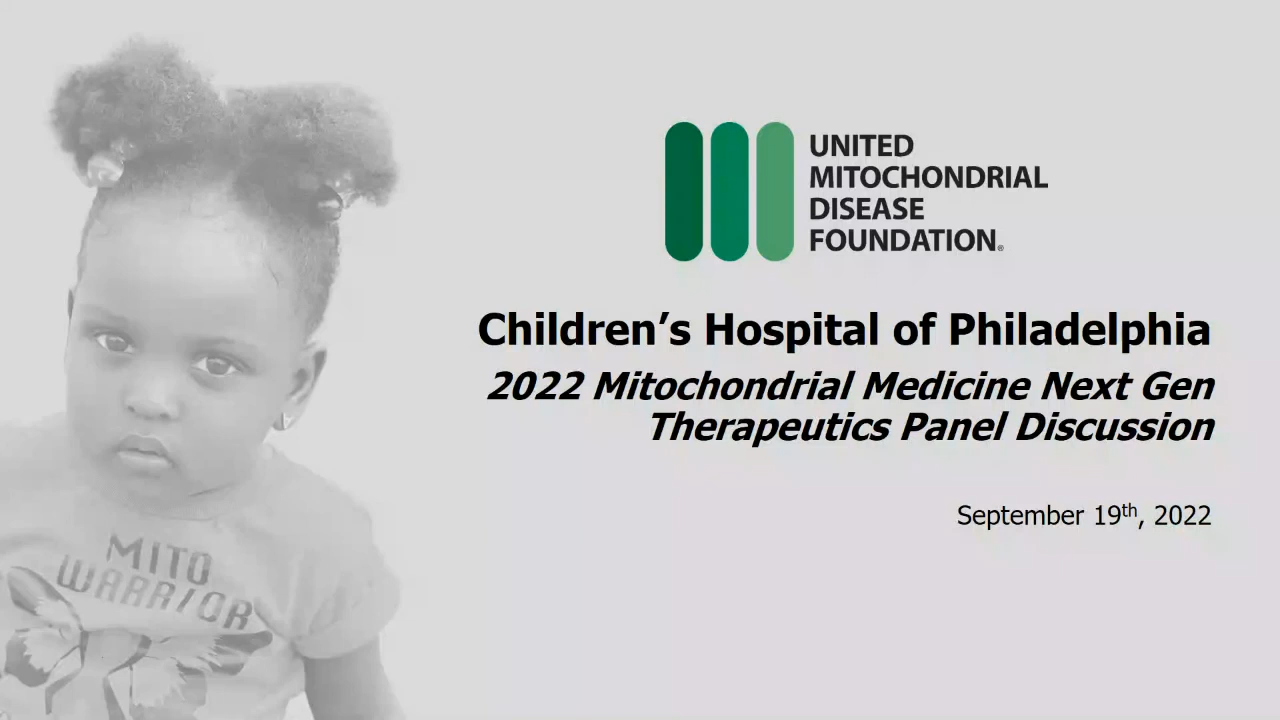 UNITED
MITOCHONDRIAL
DISEASE
FOUNDATION®
Children's Hospital of Philadelphia
2022 Mitochondrial Medicine Next Gen
Therapeutics Panel Discussion
September 19th, 2022
MITO
WARRIOR